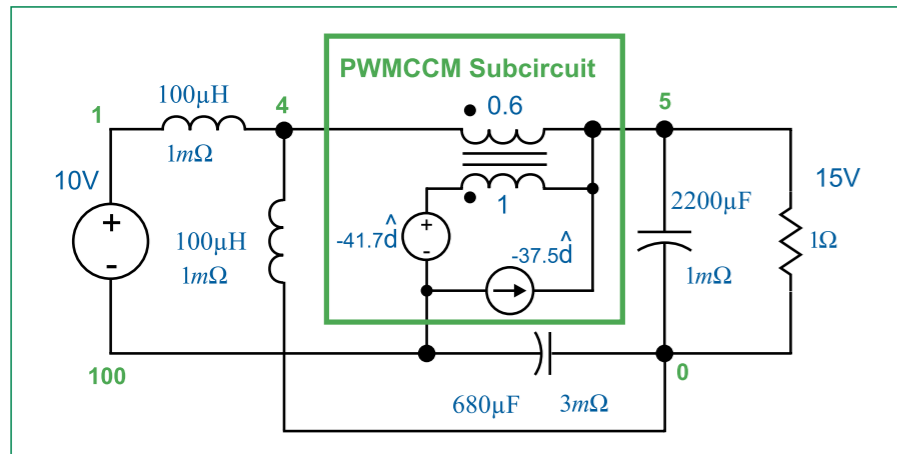 PWMCCM Subcircuit
100µH
1
4
0.6
5
1mΩ
10V
15V
+
-
1
2200µF
100µH
1mΩ
-41.7d̂
+
-
-37.5d̂
1mΩ
1Ω
100
0
680µF
3mΩ